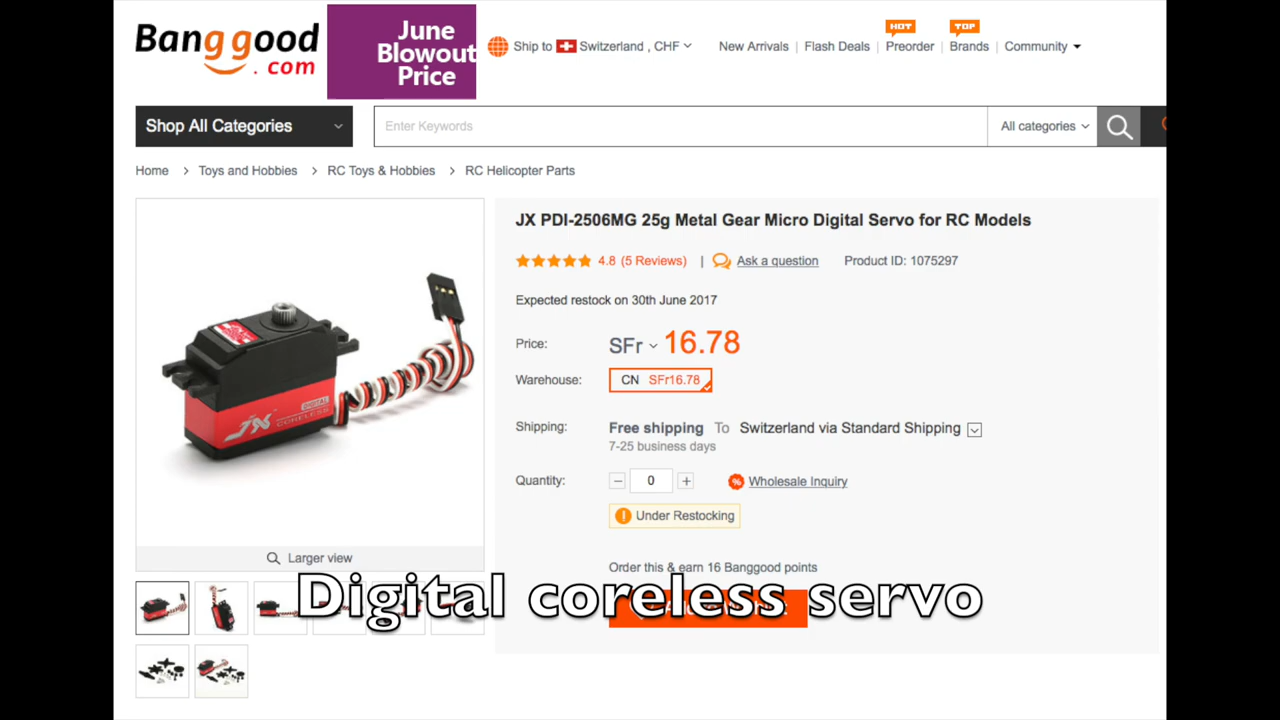 Banggood
.com
June
Blowout
Price
Ship to Switzerland , CHF
New Arrivals
Flash Deals
HOT
Preorder
TOP
Brands
Community
Shop All Categories
Enter Keywords
All categories
Home > Toys and Hobbies > RC Toys & Hobbies > RC Helicopter Parts
JX PDI-2506MG 25g Metal Gear Micro Digital Servo for RC Models
4.8 (5 Reviews) | Ask a question Product ID: 1075297
Expected restock on 30th June 2017
Price: SFr 16.78
Warehouse: CN SFr16.78
Shipping: Free shipping To Switzerland via Standard Shipping
7-25 business days
Quantity: − 0 + Wholesale Inquiry
Under Restocking
Order this & earn 16 Banggood points
JX
DIGITAL
CORELESS
Larger view
Digital coreless servo